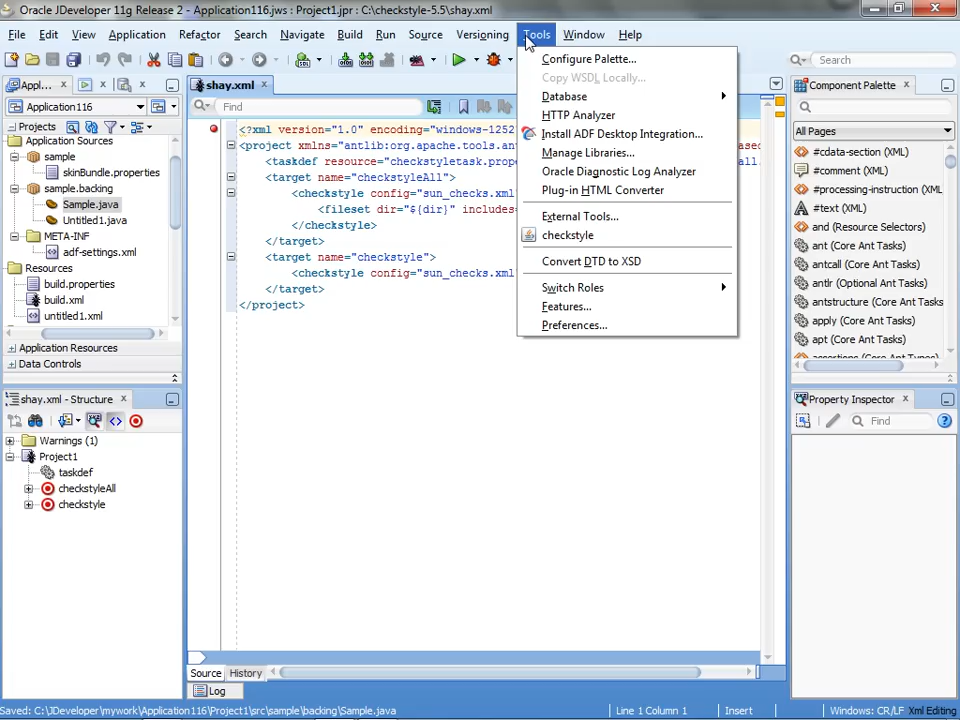 Oracle JDeveloper 11g Release 2 - Application116.jws : Project1.jpr : C:\checkstyle-5.5\shay.xml
File Edit View Application Refactor Search Navigate Build Run Source Versioning Tools Window Help
Search
Appl...
Application116
Projects
Application Sources
sample
skinBundle.properties
sample.backing
Sample.java
Untitled1.java
META-INF
adf-settings.xml
Resources
build.properties
build.xml
untitled1.xml
Application Resources
Data Controls
shay.xml - Structure
Warnings (1)
Project1
taskdef
checkstyleAll
checkstyle
shay.xml
Find
<?xml version="1.0" encoding="windows-1252"
<project xmlns="antlib:org.apache.tools.an
<taskdef resource="checkstyletask.prope
all.
<target name="checkstyleAll">
<checkstyle config="sun_checks.xml
<fileset dir="${dir}" includes=
</checkstyle>
</target>
<target name="checkstyle">
<checkstyle config="sun_checks.xml
</target>
</project>
Configure Palette...
Copy WSDL Locally...
Database
HTTP Analyzer
Install ADF Desktop Integration...
Manage Libraries...
Oracle Diagnostic Log Analyzer
Plug-in HTML Converter
External Tools...
checkstyle
Convert DTD to XSD
Switch Roles
Features...
Preferences...
Component Palette
All Pages
#cdata-section (XML)
#comment (XML)
#processing-instruction (XML
#text (XML)
and (Resource Selectors)
ant (Core Ant Tasks)
antcall (Core Ant Tasks)
antlr (Optional Ant Tasks)
antstructure (Core Ant Tasks
apply (Core Ant Tasks)
apt (Core Ant Tasks)
assertions (Core Ant Types)
Property Inspector
Find
Source History
Log
Saved: C:\JDeveloper\mywork\Application116\Project1\src\sample\backing\Sample.java
Line 1 Column 1 Insert Windows: CR/LF Xml Editing